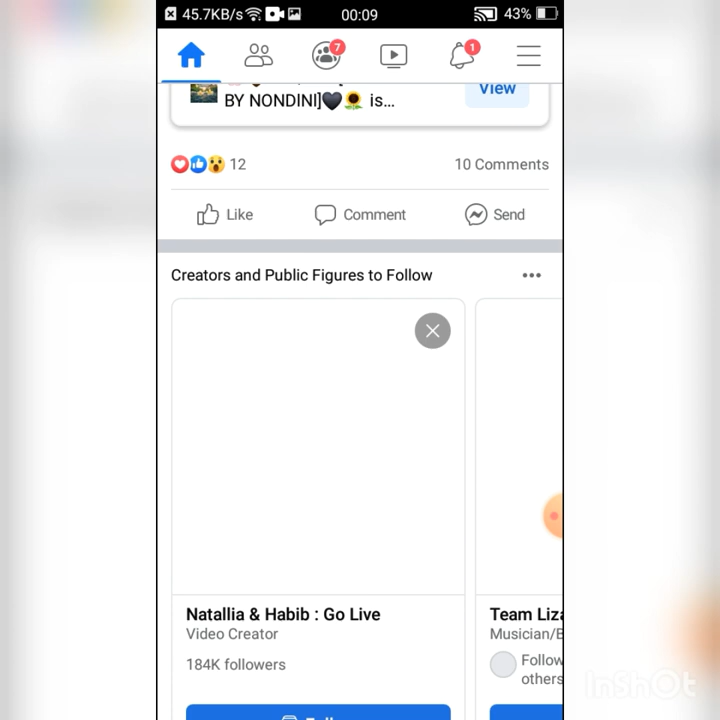 45.7KB/s 00:09 43%
7 1
BY NONDINI]🖤🌻 is...
View
12 10 Comments
Like Comment Send
Creators and Public Figures to Follow
Natallia & Habib : Go Live
Video Creator
184K followers
Team Liz
Musician/
Follow
others
InShOt